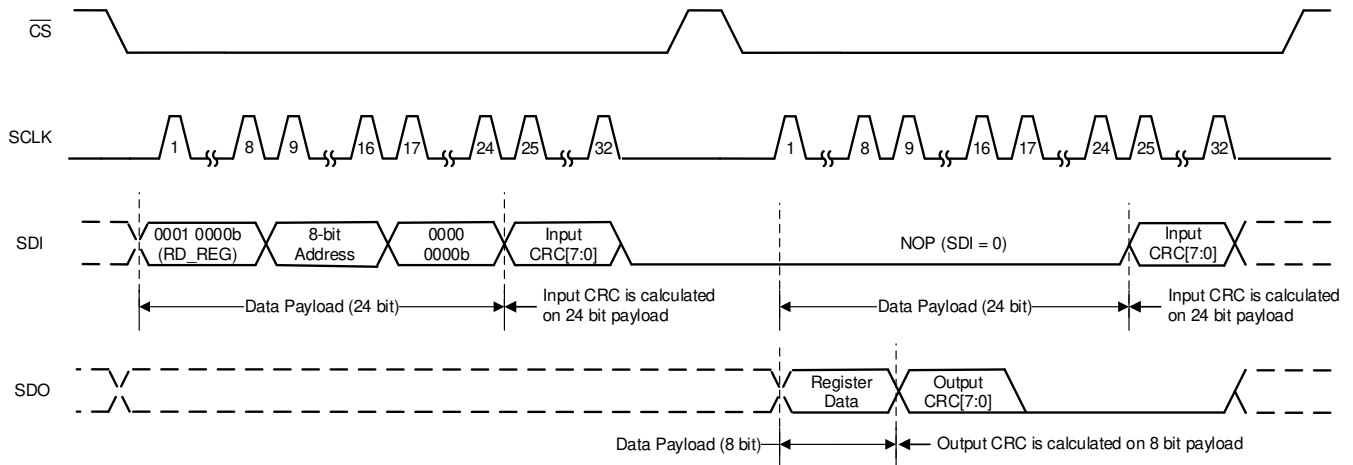 CS
SCLK
1 8 9 16 17 24 25 32 1 8 9 16 17 24 25 32
SDI
0001 0000b
(RD_REG)
8-bit
Address
0000
0000b
Input
CRC[7:0]
NOP (SDI = 0)
Input
CRC[7:0]
Data Payload (24 bit)
Input CRC is calculated
on 24 bit payload
Data Payload (24 bit)
Input CRC is calculated
on 24 bit payload
SDO
Register
Data
Output
CRC[7:0]
Data Payload (8 bit)
Output CRC is calculated on 8 bit payload